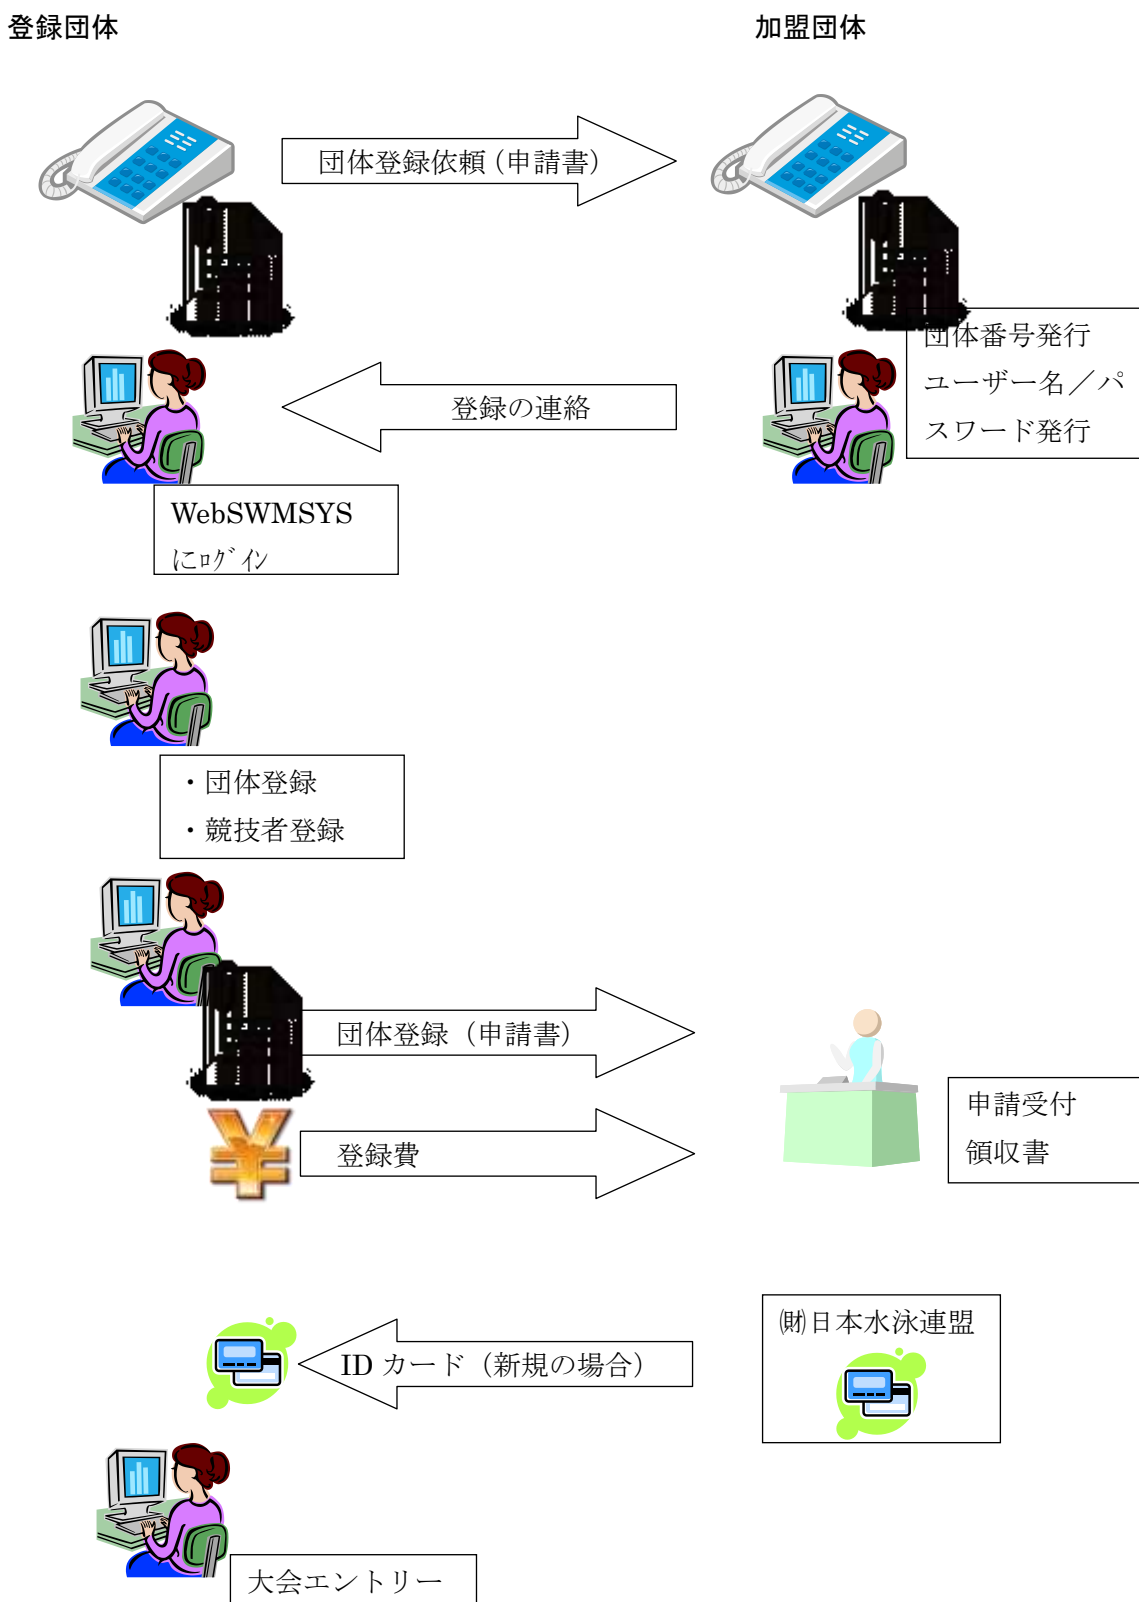 登録団体
加盟団体
団体登録依頼（申請書）
団体番号発行
ユーザー名／パ
スワード発行
登録の連絡
WebSWMSYS
にﾛｸﾞｲﾝ
・団体登録
・競技者登録
団体登録（申請書）
登録費
申請受付
領収書
㈶日本水泳連盟
ID カード（新規の場合）
大会エントリー